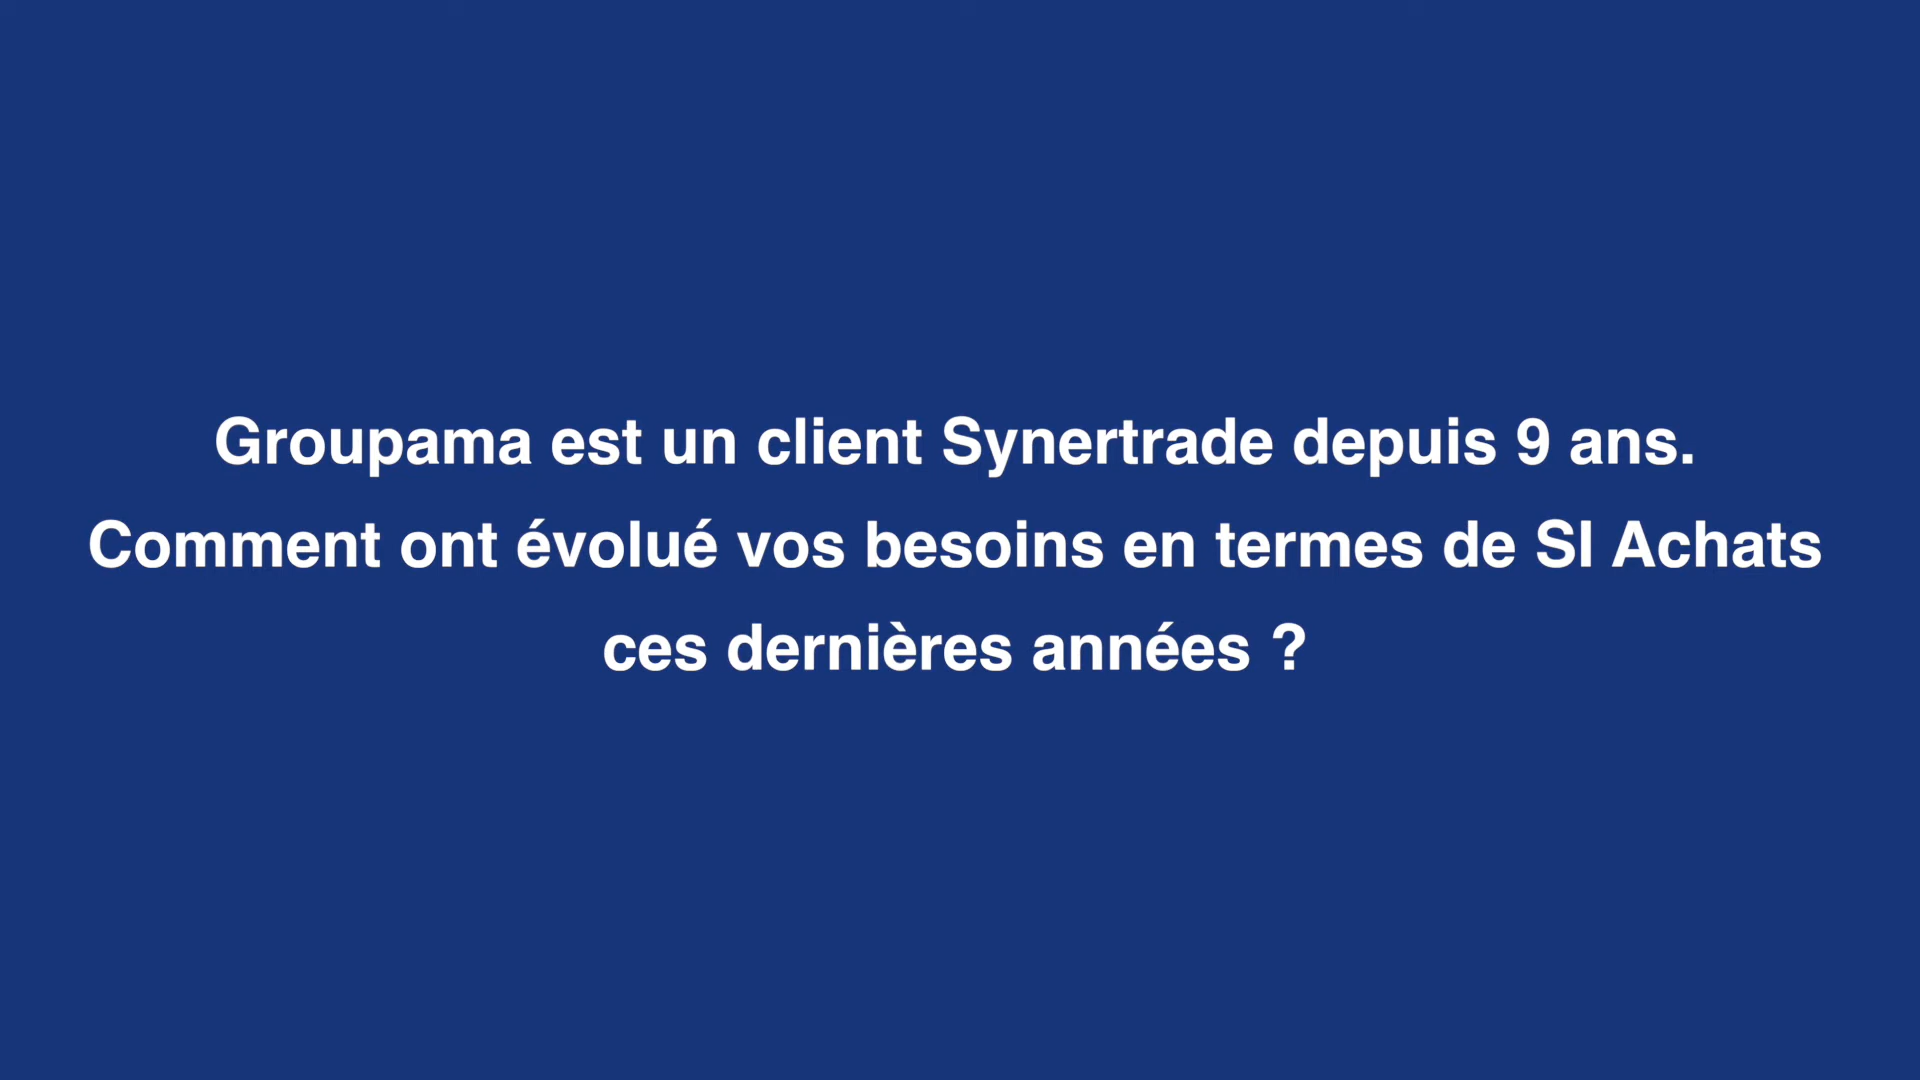 Groupama est un client Synertrade depuis 9 ans.
Comment ont évolué vos besoins en termes de SI Achats
ces dernières années ?